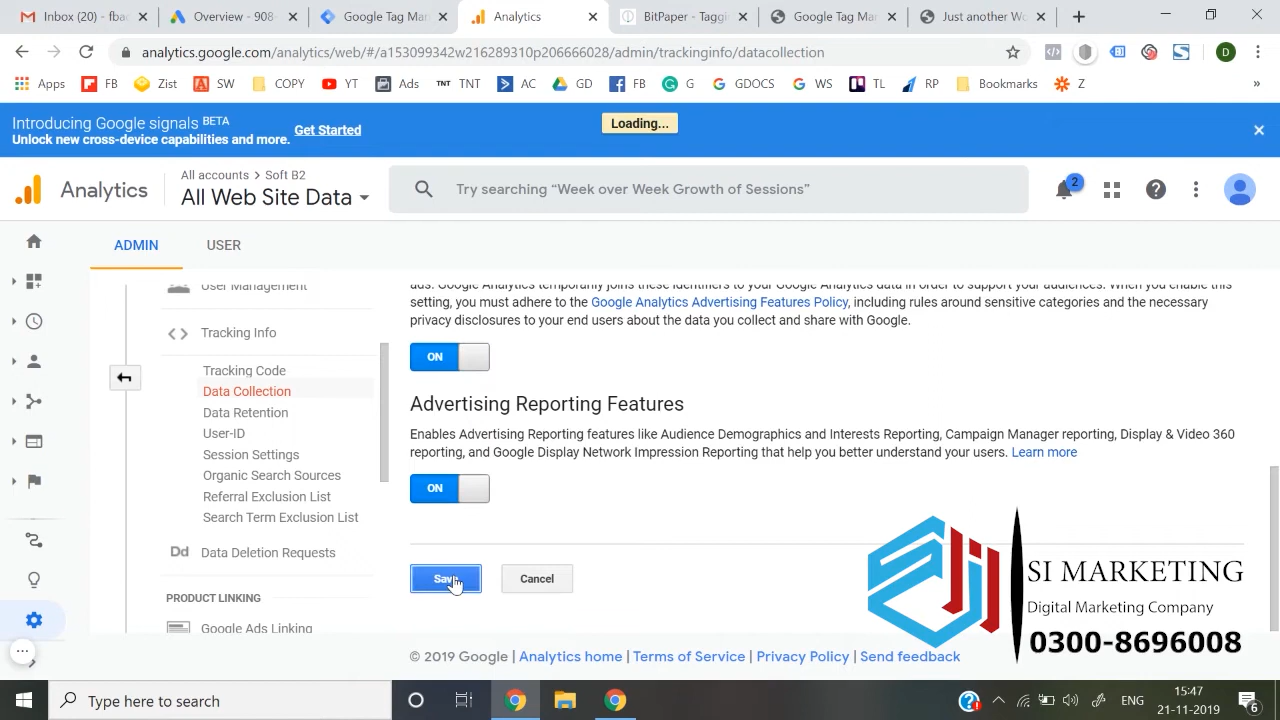 Inbox (20) - fbac
Overview - 908-
Google Tag Man
Analytics
BitPaper - Taggi
Google Tag Man
Just another Wo
analytics.google.com/analytics/web/#/a153099342w216289310p206666028/admin/trackinginfo/datacollection
D
Apps
FB
Zist
SW
COPY
YT
Ads
TNT
TNT
AC
GD
FB
G
GDOCS
WS
TL
RP
Bookmarks
Z
Introducing Google signals BETA
Unlock new cross-device capabilities and more. Get Started
Loading...
Analytics
All accounts > Soft B2
All Web Site Data
Try searching “Week over Week Growth of Sessions”
2
ADMIN
USER
User Management
Tracking Info
Tracking Code
Data Collection
Data Retention
User-ID
Session Settings
Organic Search Sources
Referral Exclusion List
Search Term Exclusion List
Dd Data Deletion Requests
PRODUCT LINKING
Google Ads Linking
ads. Google Analytics temporarily joins these identifiers to your Google Analytics data in order to support your audiences. When you enable this
setting, you must adhere to the Google Analytics Advertising Features Policy, including rules around sensitive categories and the necessary
privacy disclosures to your end users about the data you collect and share with Google.
ON
Advertising Reporting Features
Enables Advertising Reporting features like Audience Demographics and Interests Reporting, Campaign Manager reporting, Display & Video 360
reporting, and Google Display Network Impression Reporting that help you better understand your users. Learn more
ON
Save
Cancel
SI MARKETING
Digital Marketing Company
0300-8696008
© 2019 Google | Analytics home | Terms of Service | Privacy Policy | Send feedback
Type here to search
ENG
15:47
21-11-2019
6